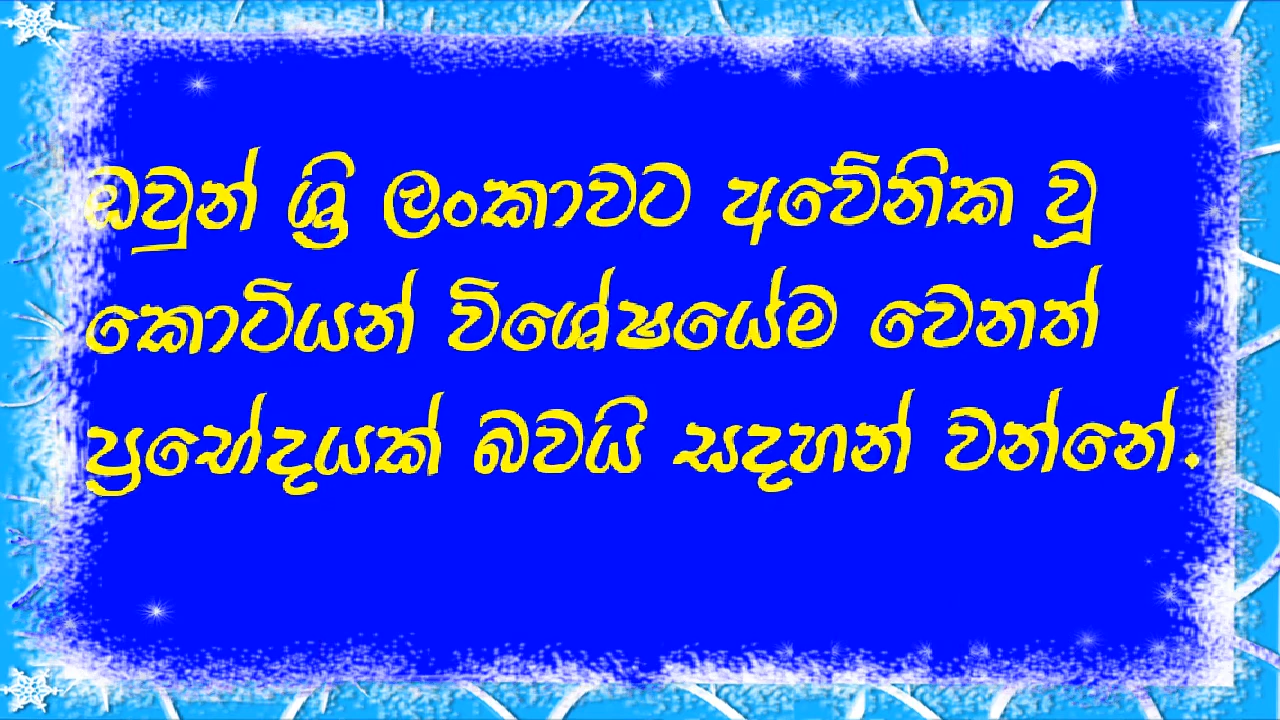 ඔවුන් ශ්‍රි ලංකාවට අවේනික වූ
කොටියන් විශේෂයේම වෙනත්
ප්‍රභේදයක් බවයි සදහන් වන්නේ.